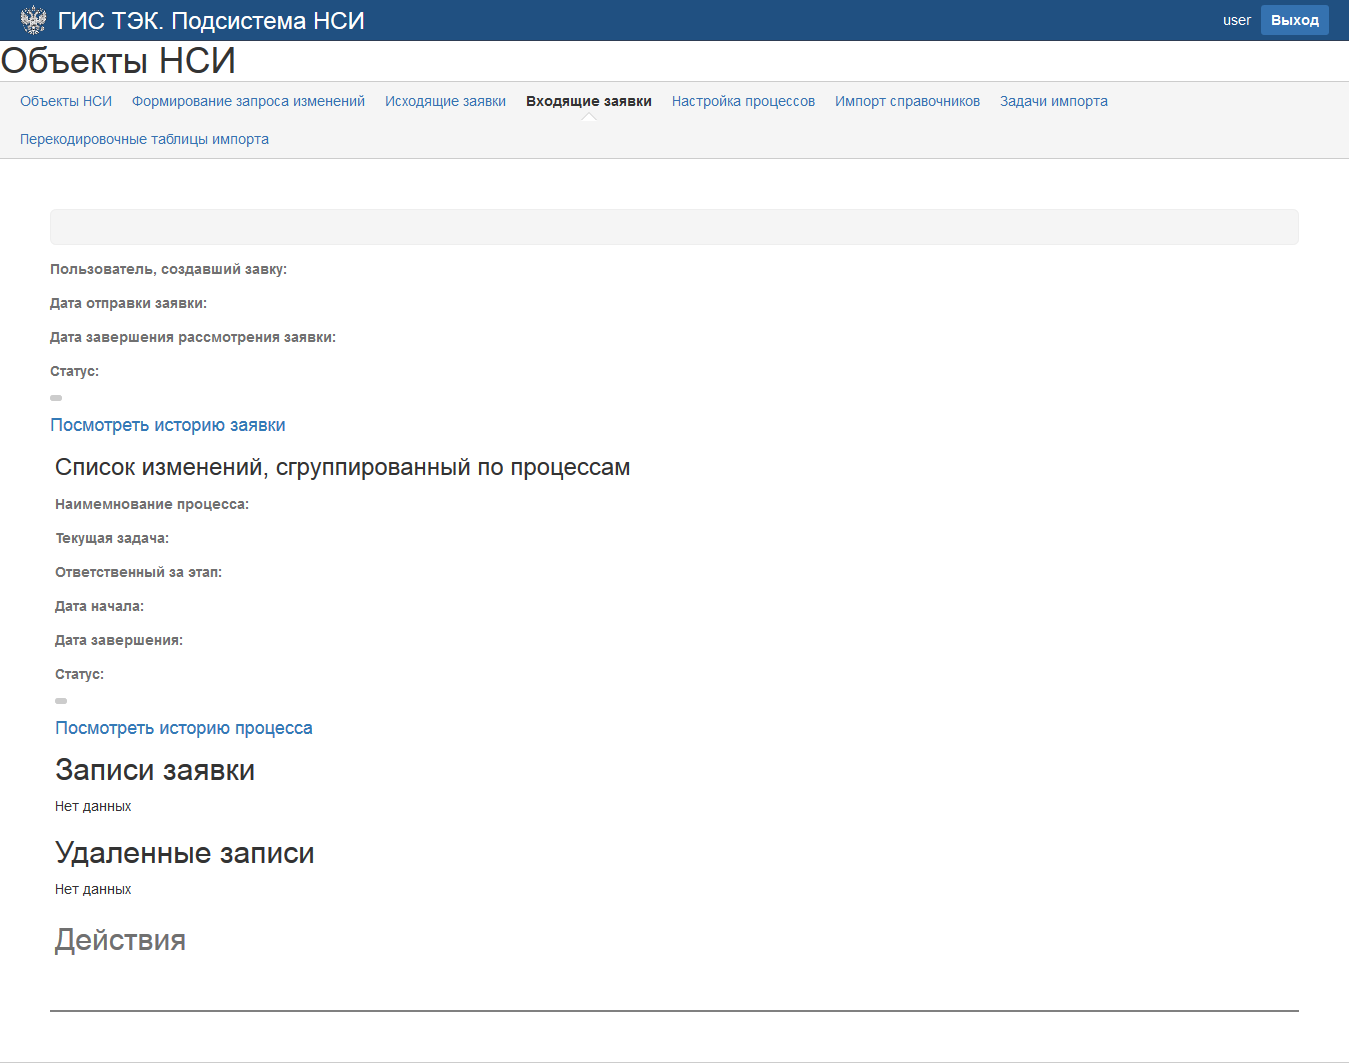 ГИС ТЭК. Подсистема НСИ
user
Выход
Объекты НСИ
Объекты НСИ
Формирование запроса изменений
Исходящие заявки
Входящие заявки
Настройка процессов
Импорт справочников
Задачи импорта
Перекодировочные таблицы импорта
Пользователь, создавший завку:
Дата отправки заявки:
Дата завершения рассмотрения заявки:
Статус:
Посмотреть историю заявки
Список изменений, сгруппированный по процессам
Наимемнование процесса:
Текущая задача:
Ответственный за этап:
Дата начала:
Дата завершения:
Статус:
Посмотреть историю процесса
Записи заявки
Нет данных
Удаленные записи
Нет данных
Действия